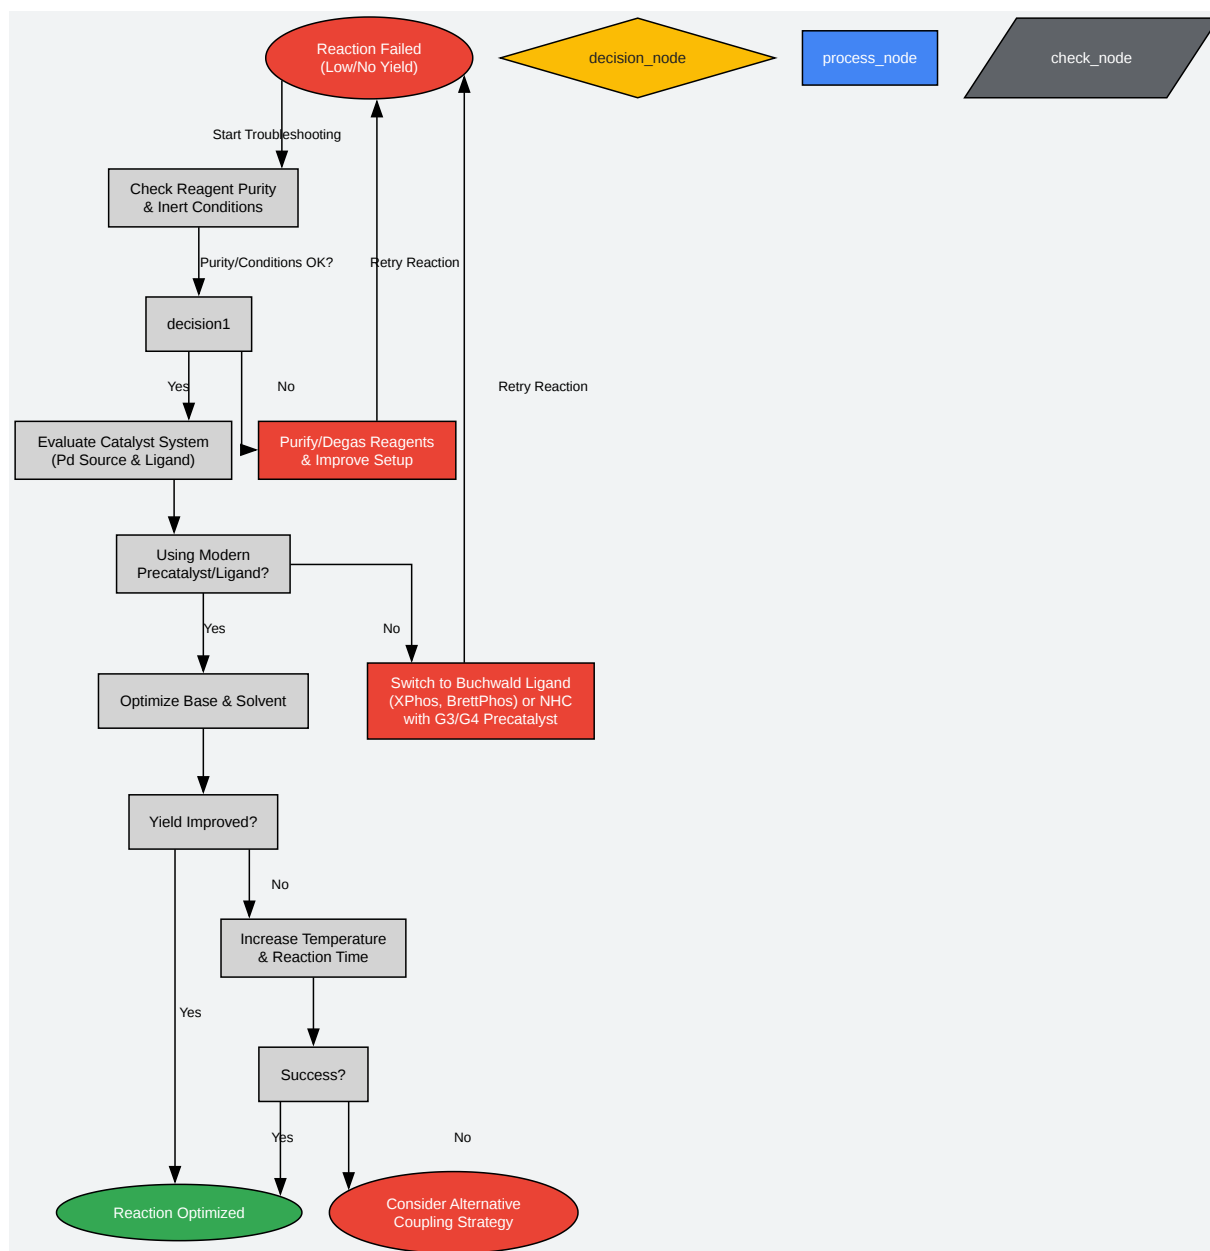 Reaction Failed
(Low/No Yield)
decision_node
process_node
check_node
Start Troubleshooting
Check Reagent Purity
& Inert Conditions
Purity/Conditions OK?
Retry Reaction
decision1
Yes
No
Retry Reaction
Evaluate Catalyst System
(Pd Source & Ligand)
Purify/Degas Reagents
& Improve Setup
Using Modern
Precatalyst/Ligand?
Yes
No
Optimize Base & Solvent
Switch to Buchwald Ligand
(XPhos, BrettPhos) or NHC
with G3/G4 Precatalyst
Yield Improved?
No
Increase Temperature
& Reaction Time
Yes
Success?
Yes
No
Reaction Optimized
Consider Alternative
Coupling Strategy